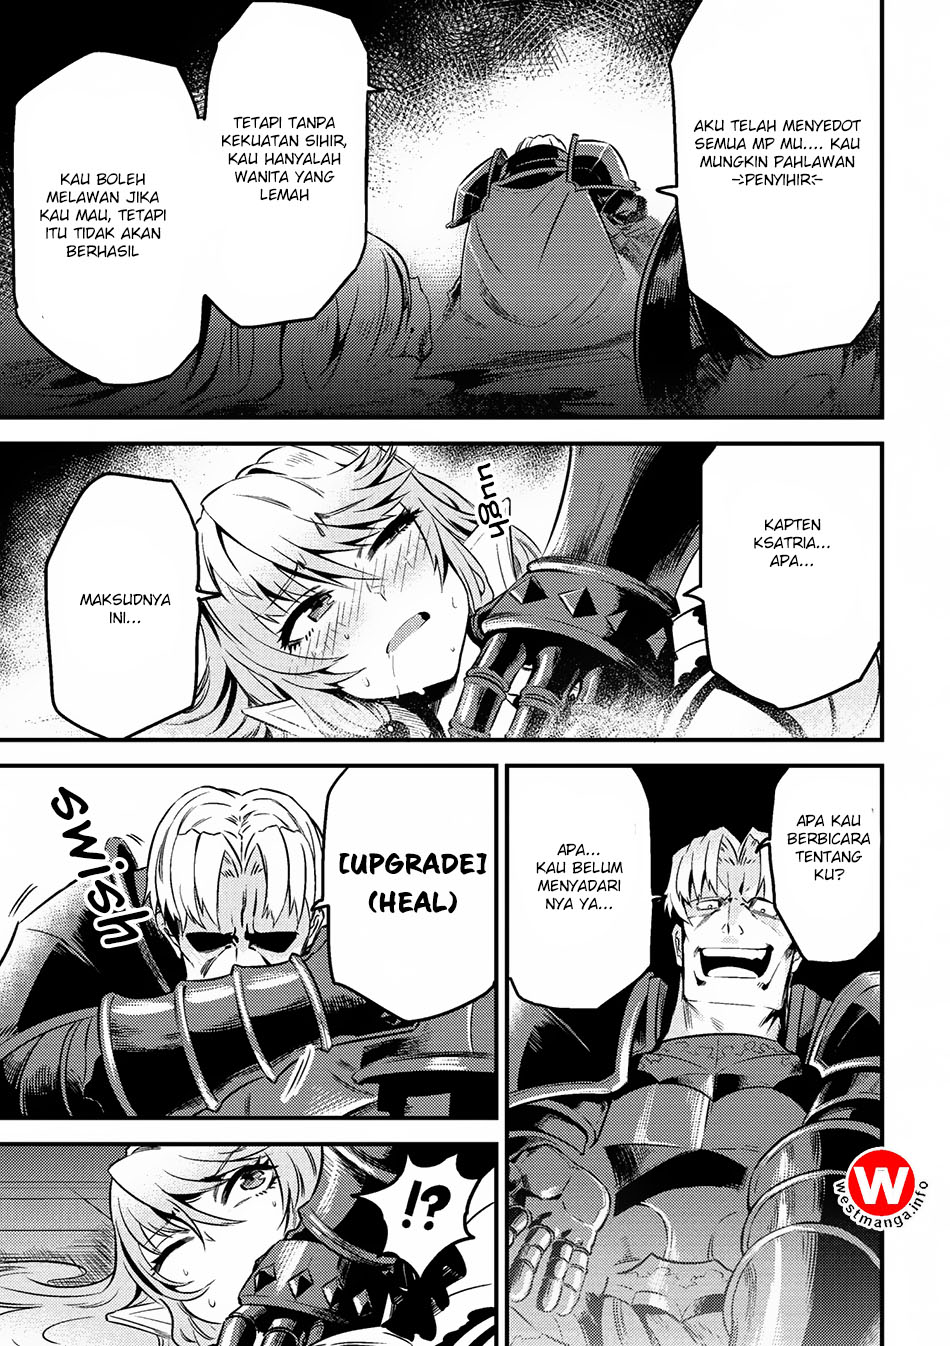 AKU TELAH MENYEDOT
SEMUA MP MU.... KAU
MUNGKIN PAHLAWAN
->PENYIHIR<-
TETAPI TANPA
KEKUATAN SIHIR,
KAU HANYALAH
WANITA YANG
LEMAH
KAU BOLEH
MELAWAN JIKA
KAU MAU, TETAPI
ITU TIDAK AKAN
BERHASIL
KAPTEN
KSATRIA...
APA...
uugh
MAKSUDNYA
INI...
APA KAU
BERBICARA
TENTANG
KU?
APA...
KAU BELUM
MENYADARI
NYA YA...
[UPGRADE]
(HEAL)
swish
!?
W
westmanga.info